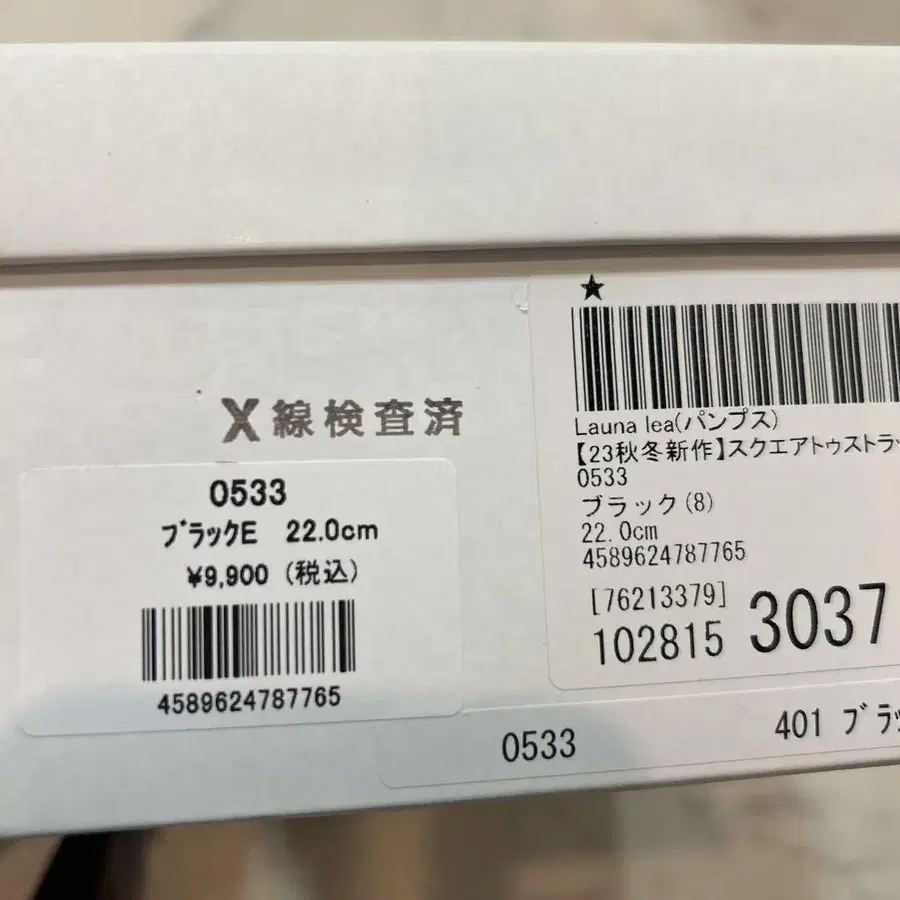 X線検査済
0533
ブラックE 22.0cm
¥9,900 (税込)
4589624787765
★
Launa lea(パンプス)
【23秋冬新作】スクエアトゥストラッ
0533
ブラック(8)
22.0cm
4589624787765
[76213379]
102815 3037
0533 401 ブラッ